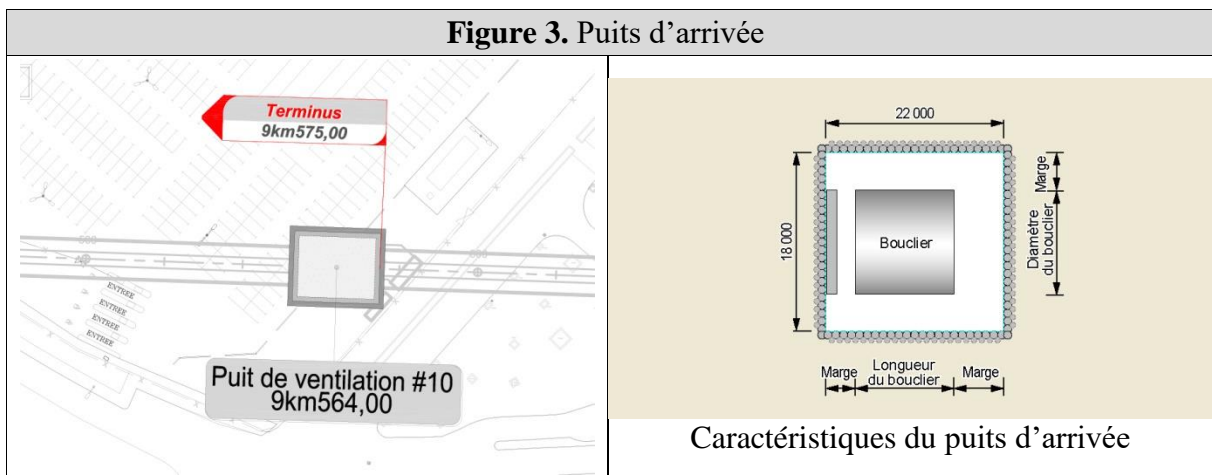 Figure 3. Puits d’arrivée
Terminus
9km575,00
ENTREE
ENTREE
ENTREE
ENTREE
Puit de ventilation #10
9km564,00
22 000
18 000
Marge
Diamètre
du bouclier
Bouclier
Marge
Longueur
du bouclier
Marge
Caractéristiques du puits d’arrivée